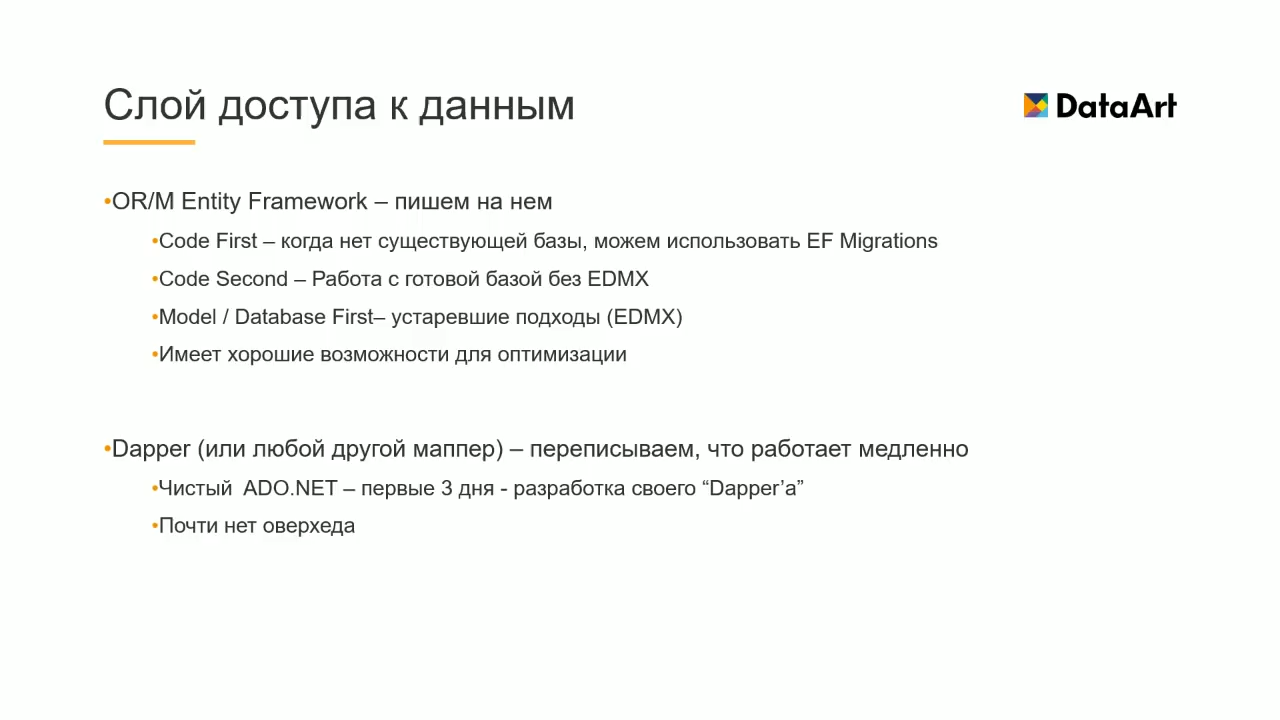 Слой доступа к данным
DataArt
•OR/M Entity Framework – пишем на нем
•Code First – когда нет существующей базы, можем использовать EF Migrations
•Code Second – Работа с готовой базой без EDMX
•Model / Database First– устаревшие подходы (EDMX)
•Имеет хорошие возможности для оптимизации
•Dapper (или любой другой маппер) – переписываем, что работает медленно
•Чистый  ADO.NET – первые 3 дня - разработка своего “Dapper’a”
•Почти нет оверхеда